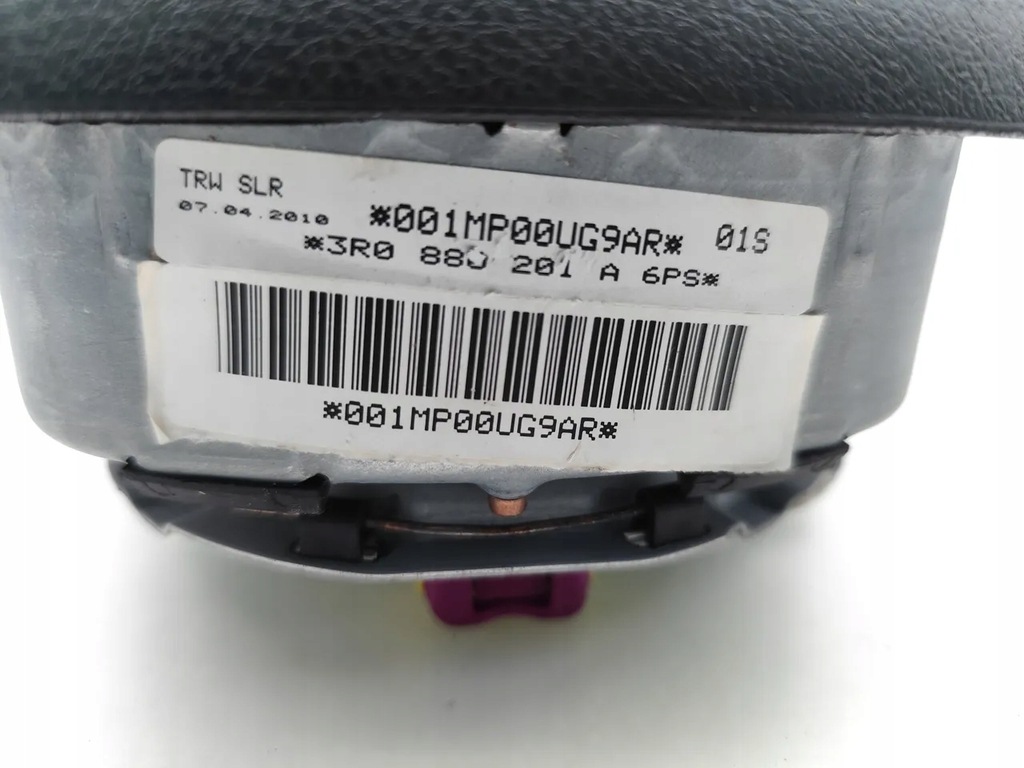 TRW SLR
07.04.2010 *001MP00UG9AR* 01S
*3R0 880 201 A 6PS*
*001MP00UG9AR*